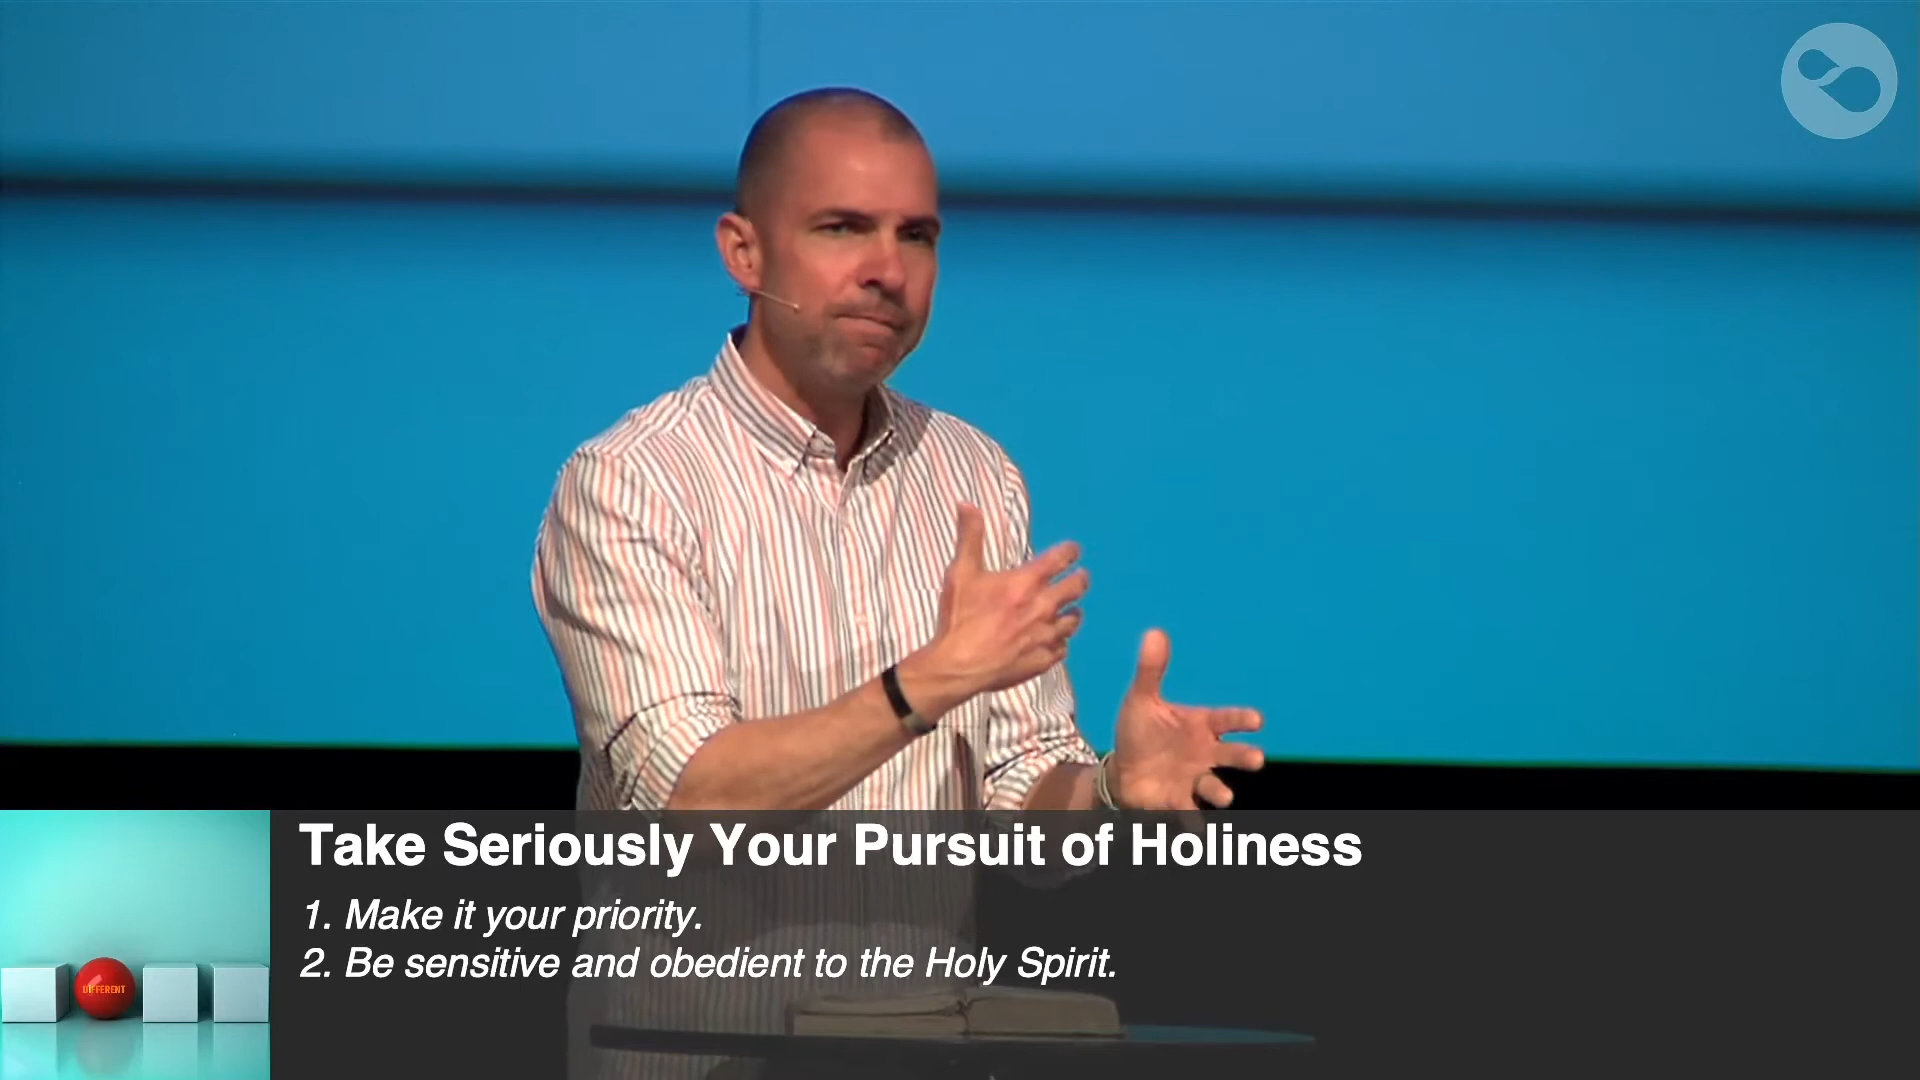 Take Seriously Your Pursuit of Holiness
1. Make it your priority.
2. Be sensitive and obedient to the Holy Spirit.
DIFFERENT